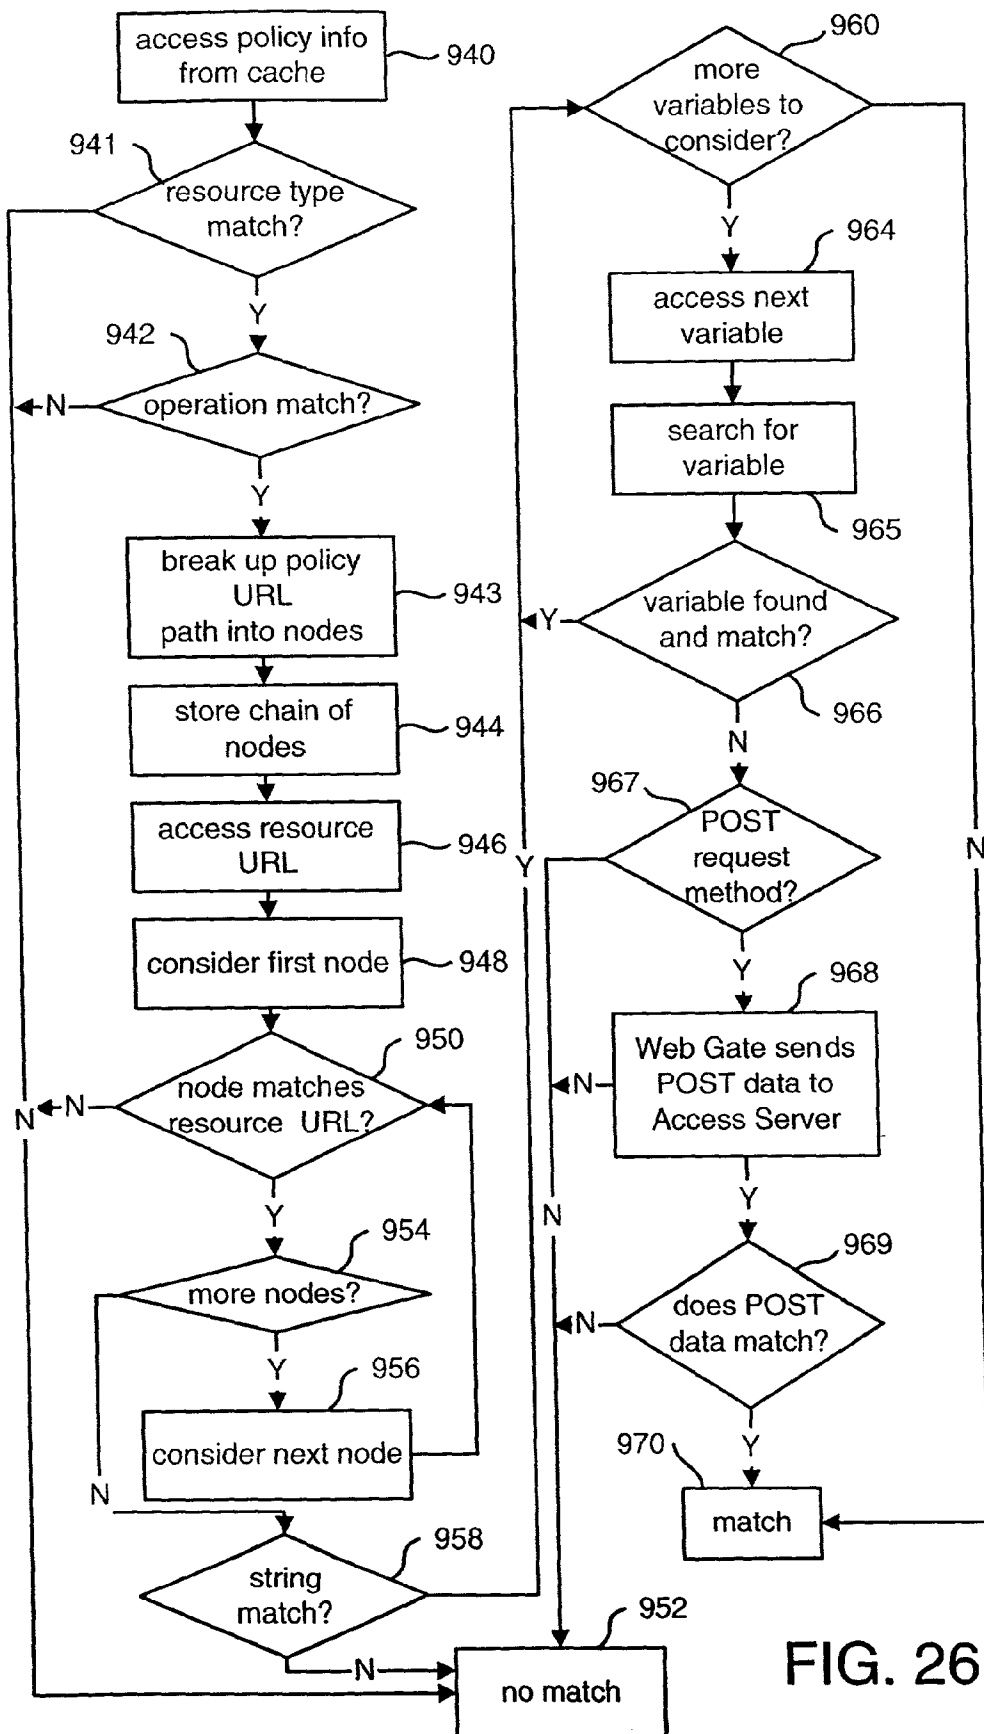 access policy info
from cache
940
941
resource type
match?
Y
942
operation match?
N
Y
break up policy
URL
path into nodes
943
store chain of
nodes
944
access resource
URL
946
consider first node
948
950
node matches
resource URL?
N
N
Y
954
more nodes?
Y
956
consider next node
N
958
string
match?
N
952
no match
960
more
variables to
consider?
Y
964
access next
variable
search for
variable
965
variable found
and match?
Y
966
N
967
POST
request
method?
Y
N
Y
968
Web Gate sends
POST data to
Access Server
N
Y
N
969
does POST
data match?
N
Y
970
match
FIG. 26